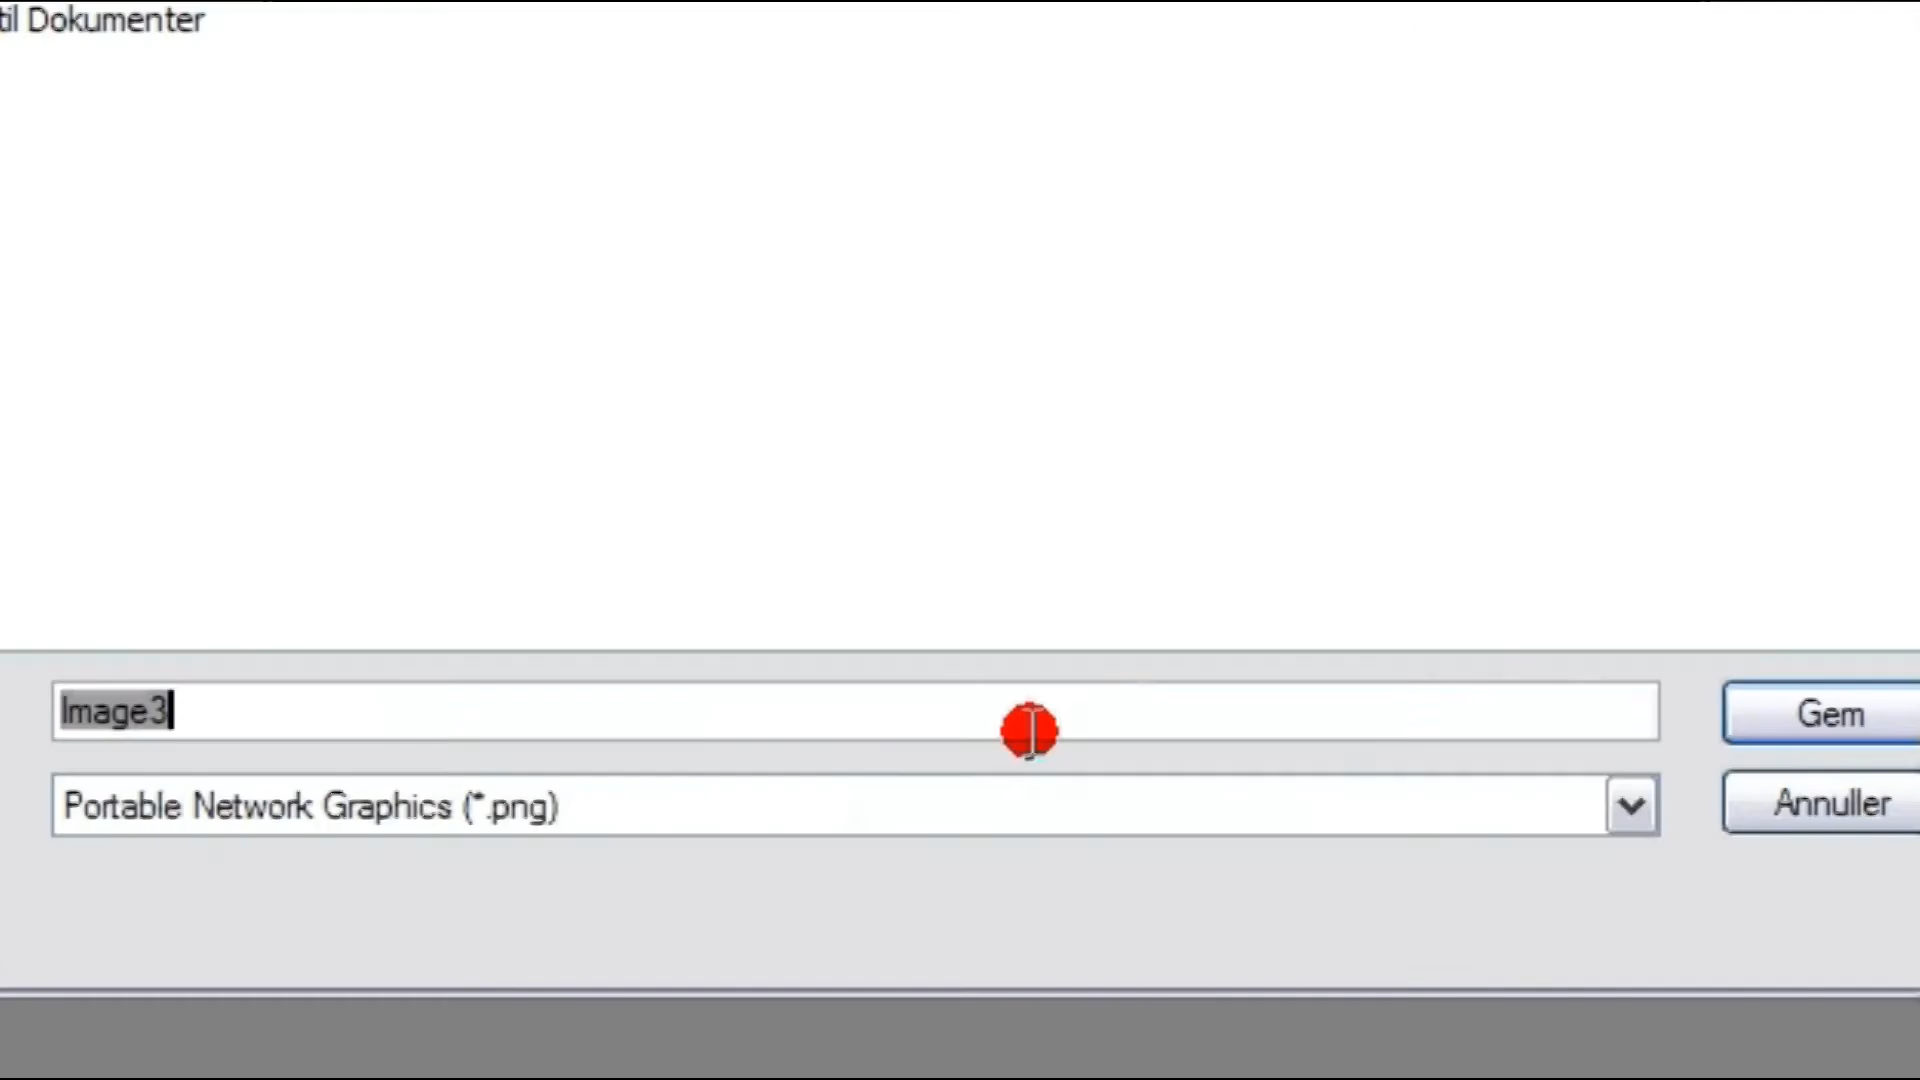 til Dokumenter
Image3
Gem
Portable Network Graphics (*.png)
Annuller